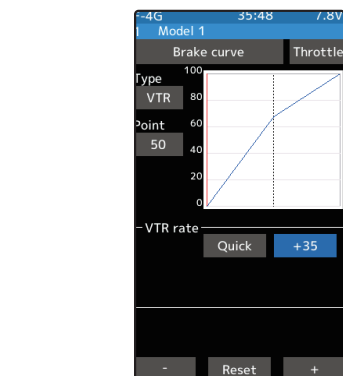 -4G 35:48 7.8V
1 Model 1
Brake curve Throttle
Type
VTR
Point
50
100
80
60
40
20
0
VTR rate
Quick +35
- Reset +